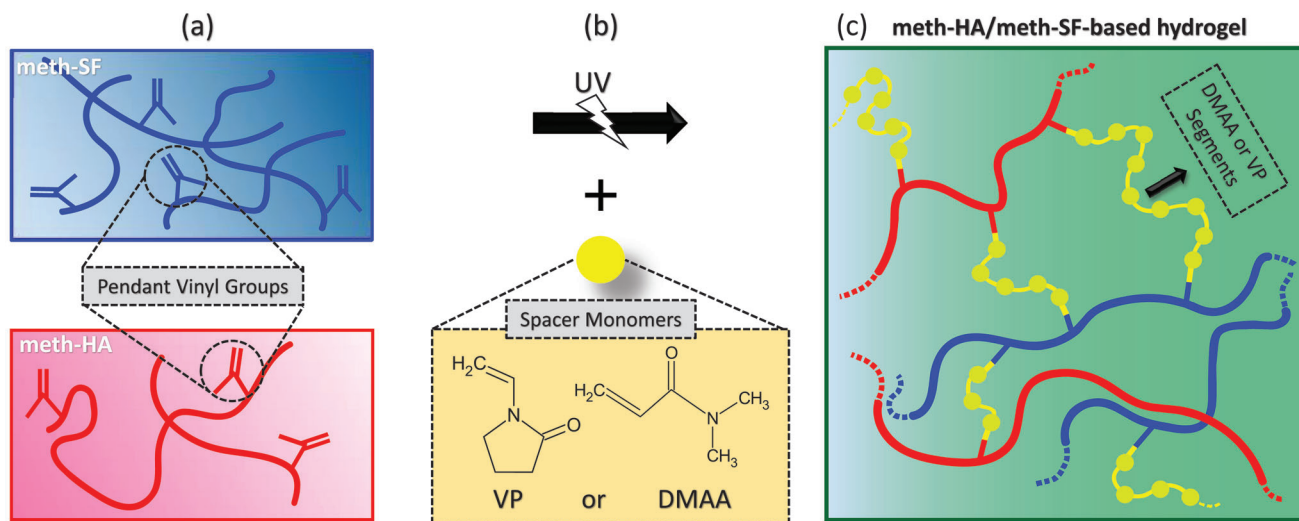 (a)
meth-SF
Pendant Vinyl Groups
meth-HA
(b)
UV
+
Spacer Monomers
H2C
N
O
VP
or
O
H2C
N
CH3
CH3
DMAA
(c) meth-HA/meth-SF-based hydrogel
DMAA or VP
Segments